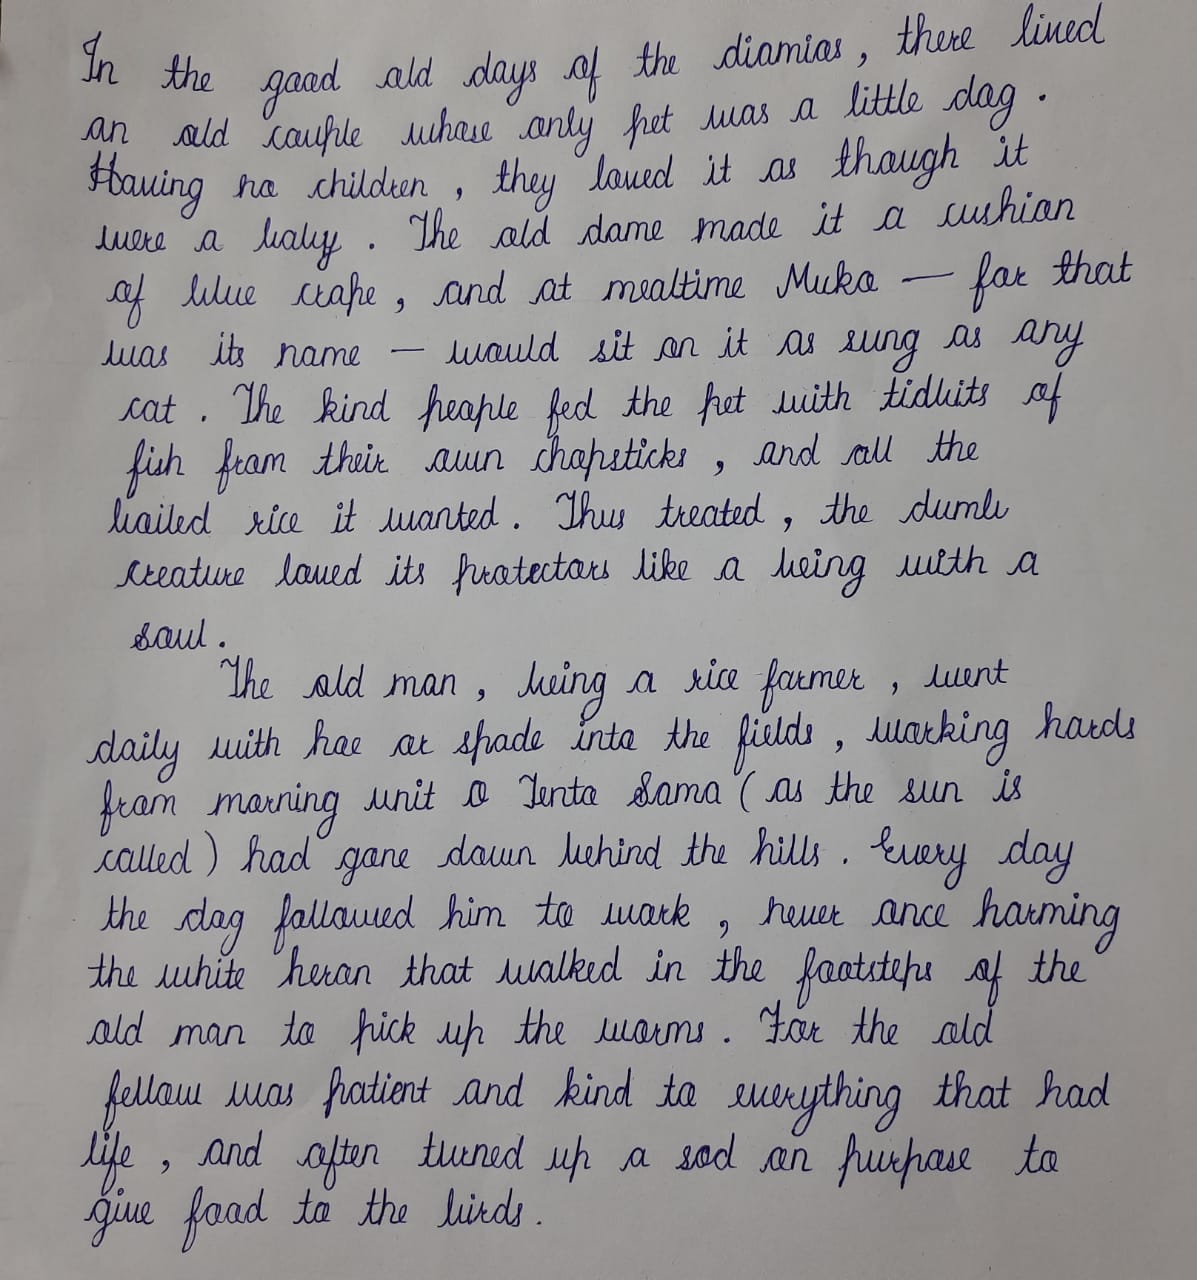 In the good old days of the diamias, there lined
an old couple whose only pet was a little dog.
Having no children, they loved it as though it
were a baby. The old dame made it a cushion
of blue crape, and at mealtime Muko — for that
was its name — would sit on it as sung as any
cat. The kind people fed the pet with tidbits of
fish from their own chopsticks, and all the
boiled rice it wanted. Thus treated, the dumb
creature loved its protectors like a being with a
soul.
The old man, being a rice farmer, went
daily with hoe or spade into the fields, working hards
from morning unit O Tento Sama (as the sun is
called) had gone down behind the hills. Every day
the dog followed him to work, never once harming
the white heron that walked in the footsteps of the
old man to pick up the worms. For the old
fellow was patient and kind to everything that had
life, and often turned up a sod on purpose to
give food to the birds.